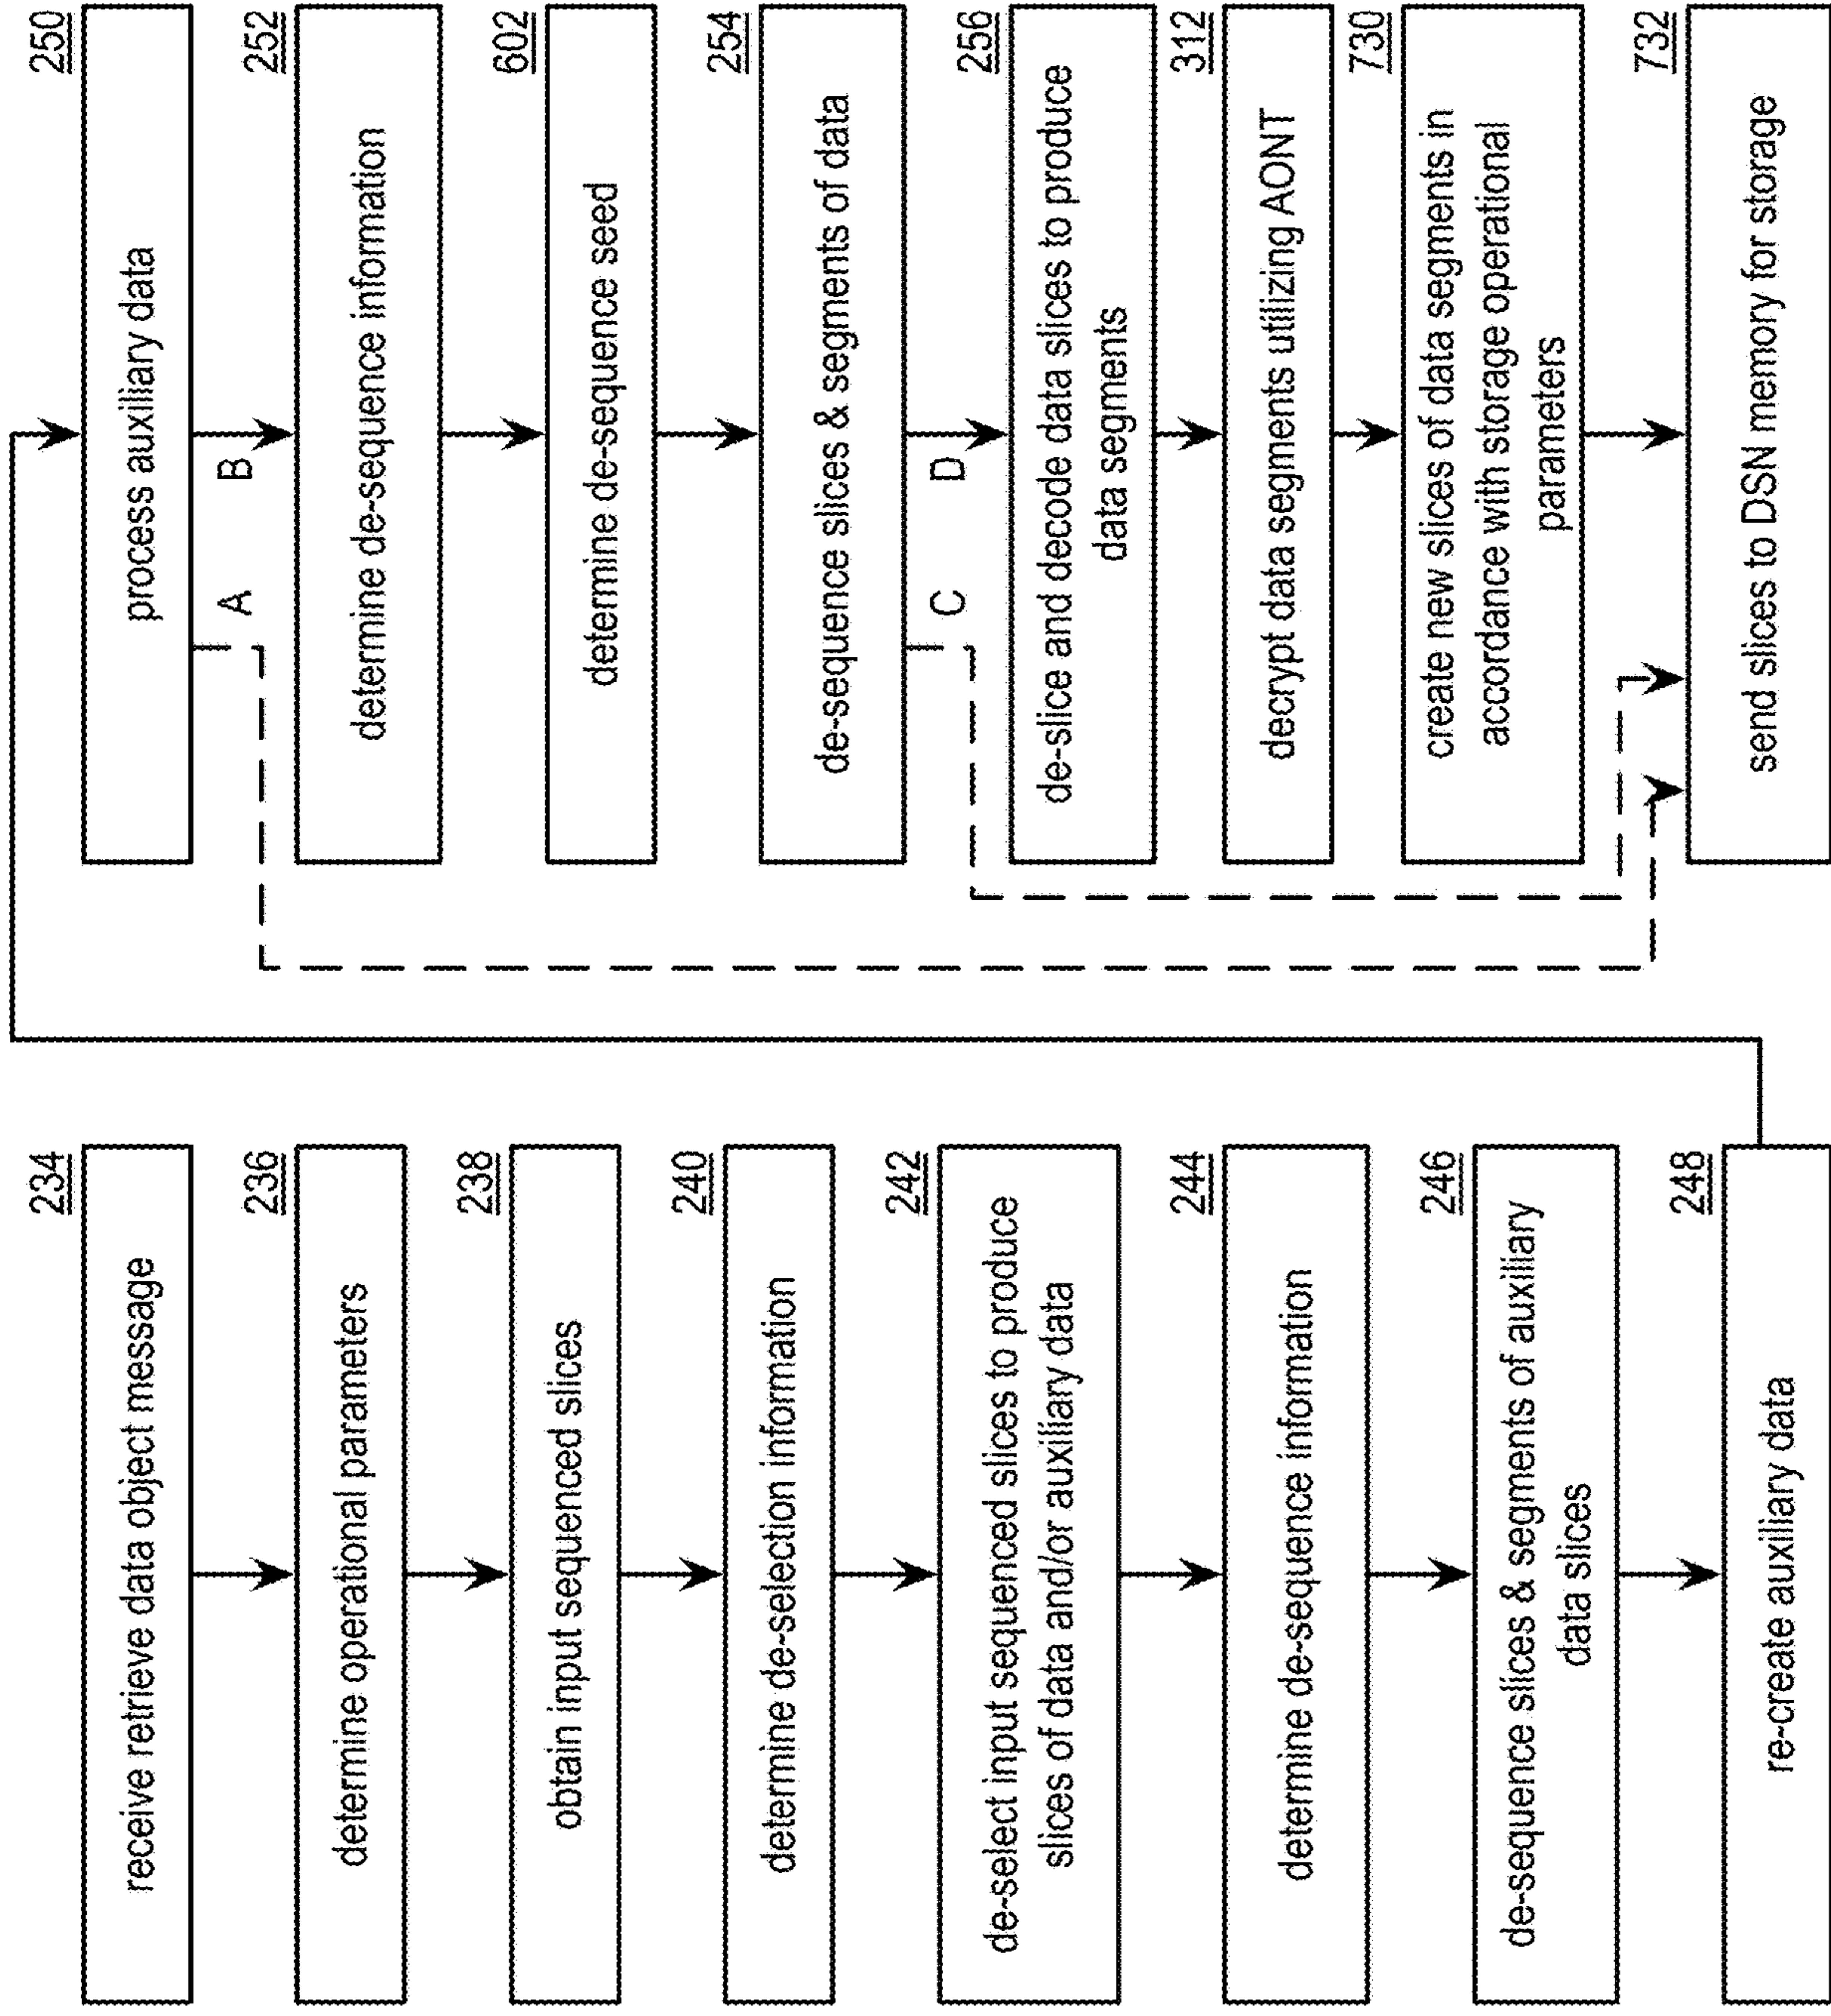 234
receive retrieve data object message
236
determine operational parameters
238
obtain input sequenced slices
240
determine de-selection information
242
de-select input sequenced slices to produce
slices of data and/or auxiliary data
244
determine de-sequence information
246
de-sequence slices & segments of auxiliary
data slices
248
re-create auxiliary data
250
process auxiliary data
A
B
252
determine de-sequence information
602
determine de-sequence seed
254
de-sequence slices & segments of data
C
D
256
de-slice and decode data slices to produce
data segments
312
decrypt data segments utilizing AONT
730
create new slices of data segments in
accordance with storage operational
parameters
732
send slices to DSN memory for storage